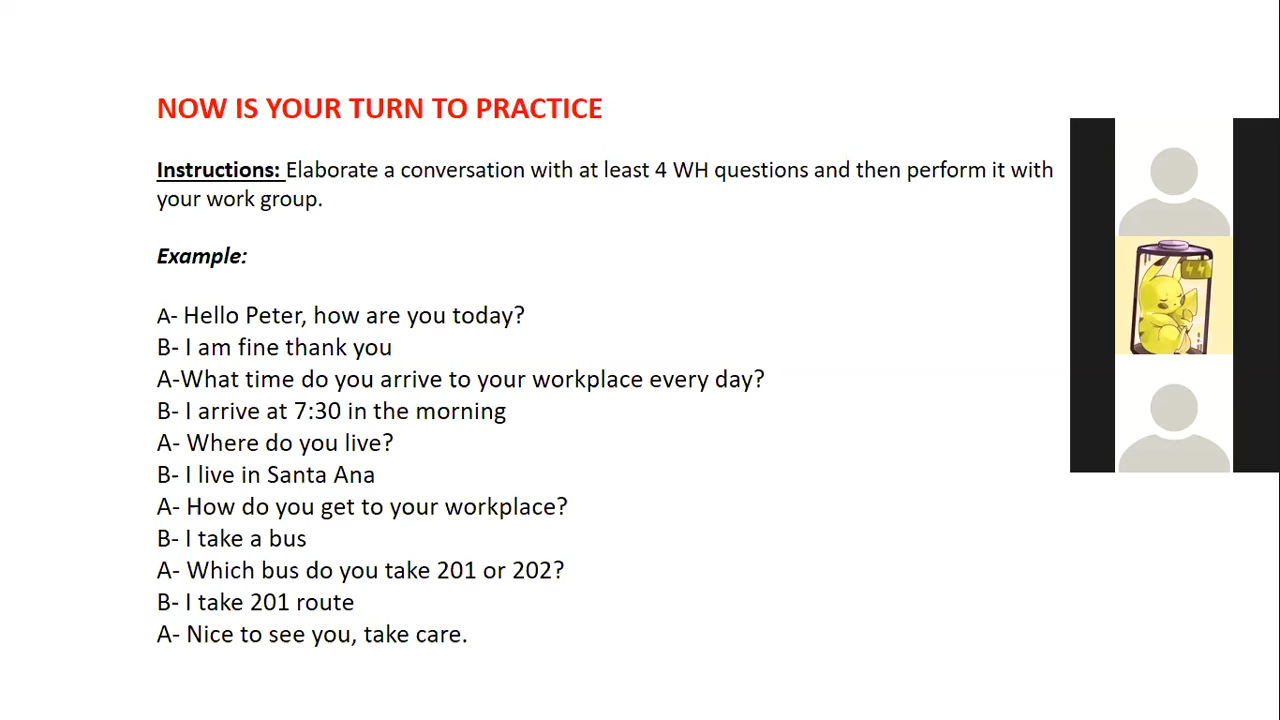 NOW IS YOUR TURN TO PRACTICE
Instructions: Elaborate a conversation with at least 4 WH questions and then perform it with
your work group.
Example:
A- Hello Peter, how are you today?
B- I am fine thank you
A-What time do you arrive to your workplace every day?
B- I arrive at 7:30 in the morning
A- Where do you live?
B- I live in Santa Ana
A- How do you get to your workplace?
B- I take a bus
A- Which bus do you take 201 or 202?
B- I take 201 route
A- Nice to see you, take care.